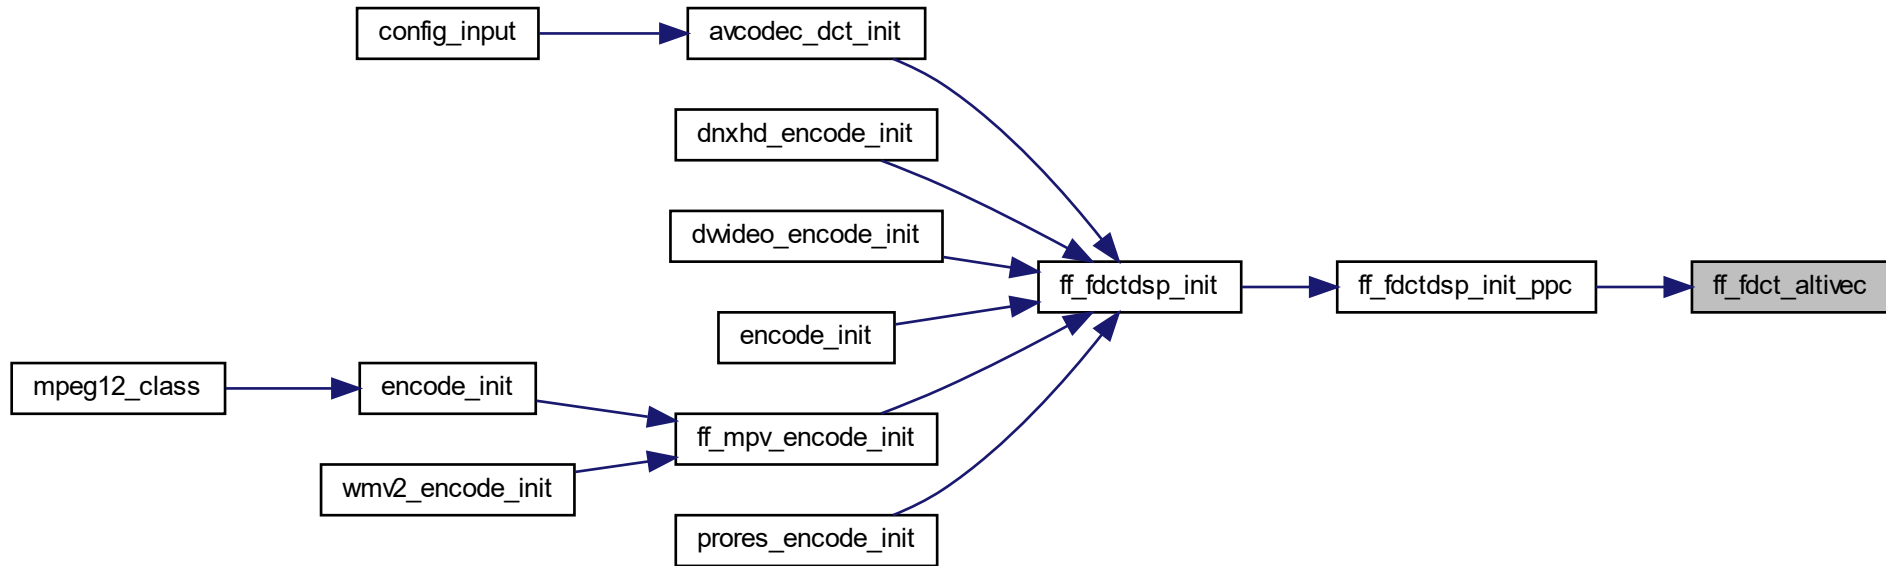 config_input
avcodec_dct_init
dnxhd_encode_init
dvvideo_encode_init
ff_fdctdsp_init
ff_fdctdsp_init_ppc
ff_fdct_altivec
encode_init
mpeg12_class
encode_init
ff_mpv_encode_init
wmv2_encode_init
prores_encode_init